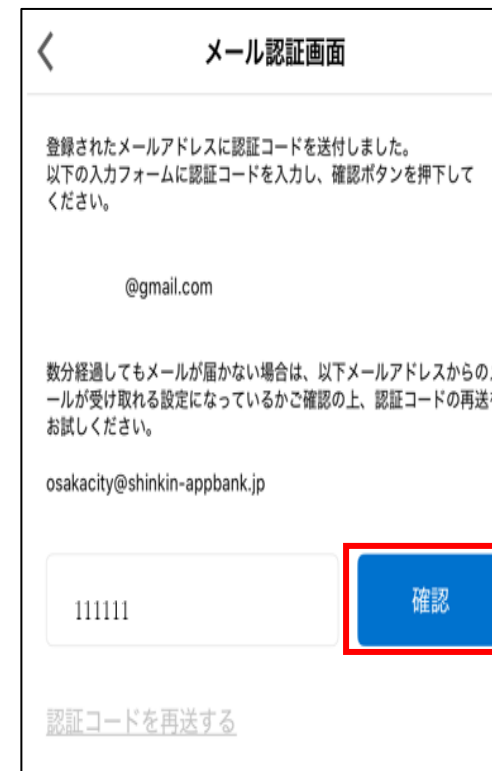 メール認証画面
登録されたメールアドレスに認証コードを送付しました。
以下の入力フォームに認証コードを入力し、確認ボタンを押下して
ください。
@gmail.com
数分経過してもメールが届かない場合は、以下メールアドレスからの
ールが受け取れる設定になっているかご確認の上、認証コードの再送
お試しください。
osakacity@shinkin-appbank.jp
111111
確認
認証コードを再送する